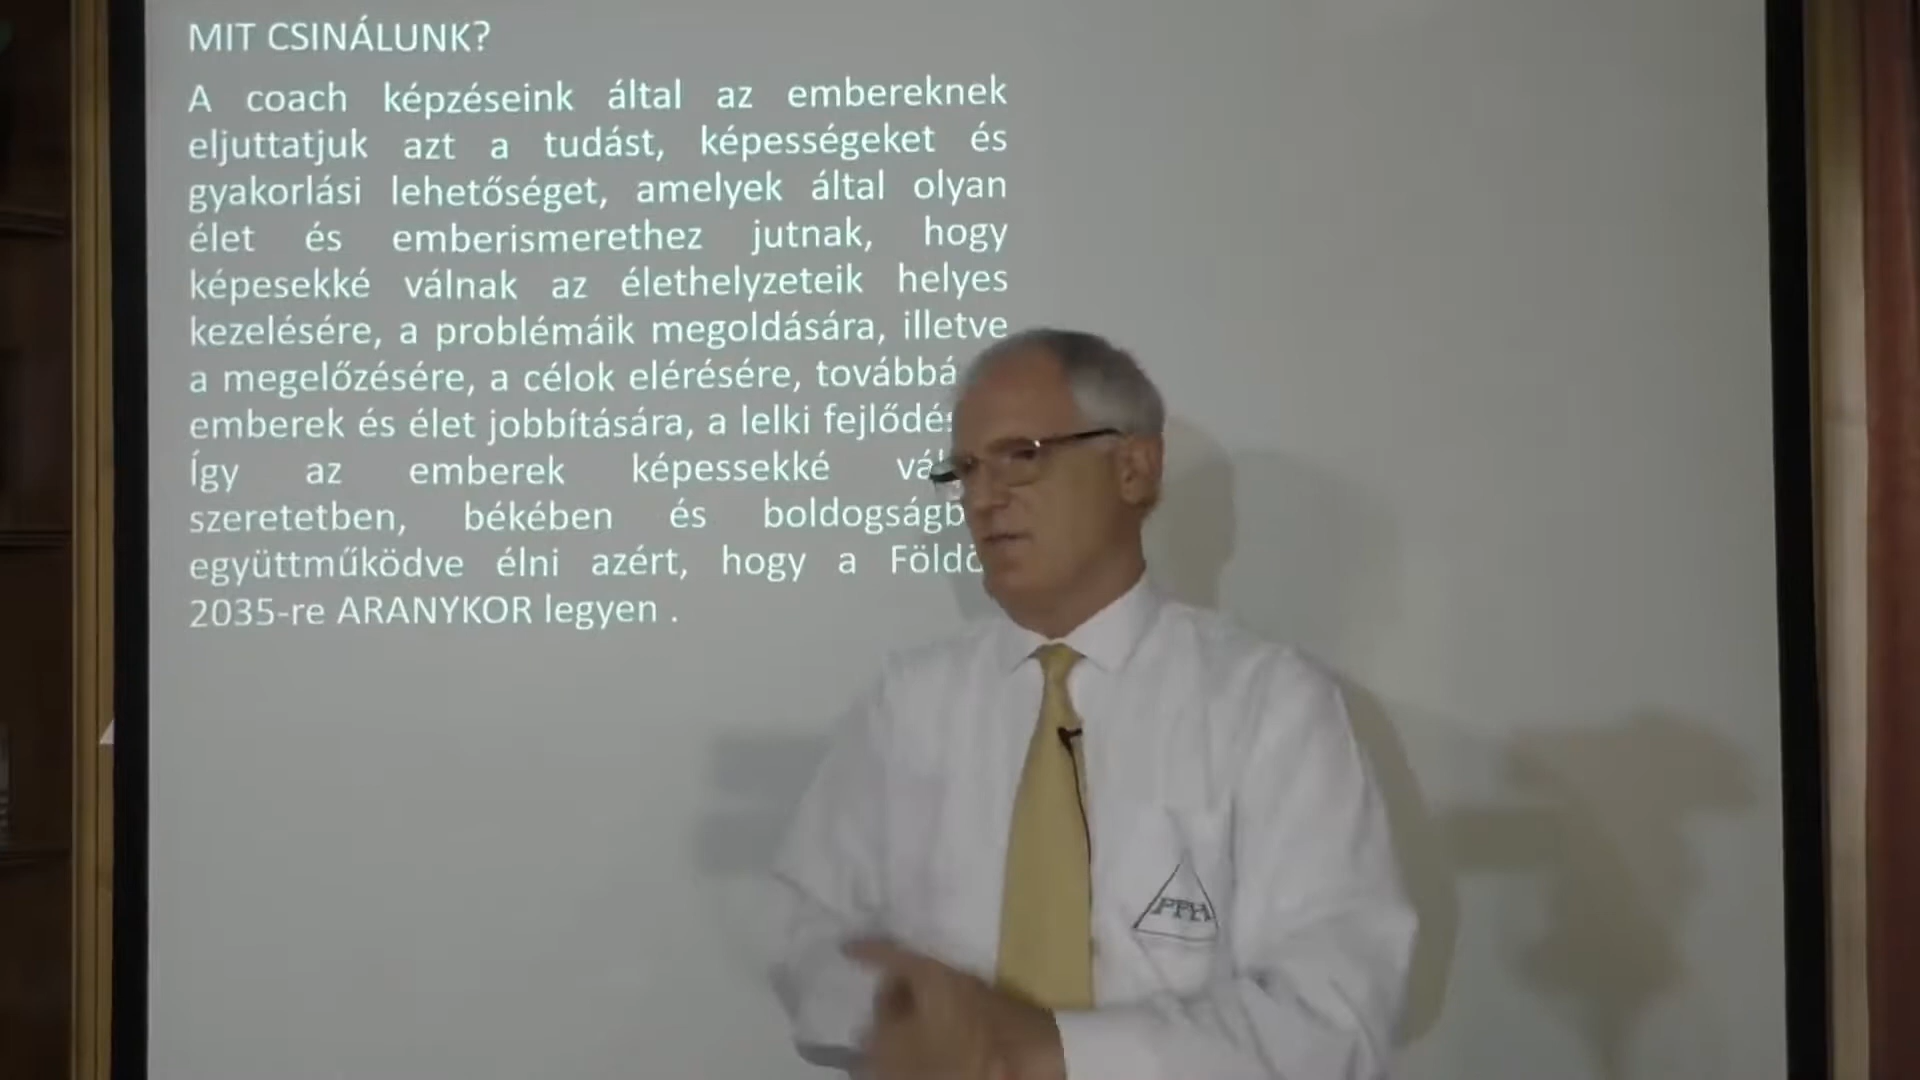 MIT CSINÁLUNK?
A coach képzéseink által az embereknek
eljuttatjuk azt a tudást, képességeket és
gyakorlási lehetőséget, amelyek által olyan
élet és emberismerethez jutnak, hogy
képesekké válnak az élethelyzeteik helyes
kezelésére, a problémáik megoldására, illetve
a megelőzésére, a célok elérésére, továbbá
emberek és élet jobbítására, a lelki
Így az emberek képessekké
szeretetben, békében és
együttműködve élni azért, hogy a
2035-re ARANYKOR legyen .